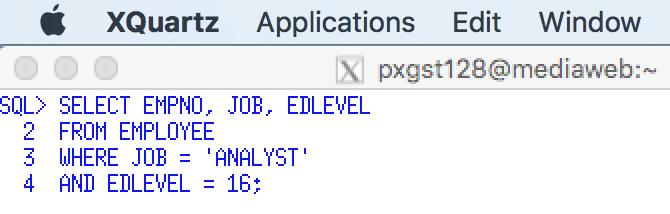 XQuartz Applications Edit Window
pxgst128@mediaweb:~
SQL> SELECT EMPNO, JOB, EDLEVEL
2 FROM EMPLOYEE
3 WHERE JOB = 'ANALYST'
4 AND EDLEVEL = 16;